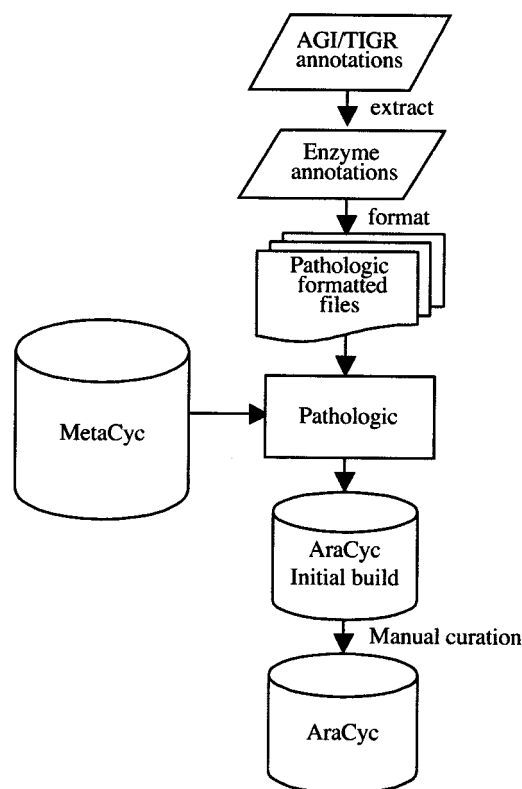 AGI/TIGR
annotations
extract
Enzyme
annotations
format
Pathologic
formatted
files
MetaCyc
Pathologic
AraCyc
Initial build
Manual curation
AraCyc